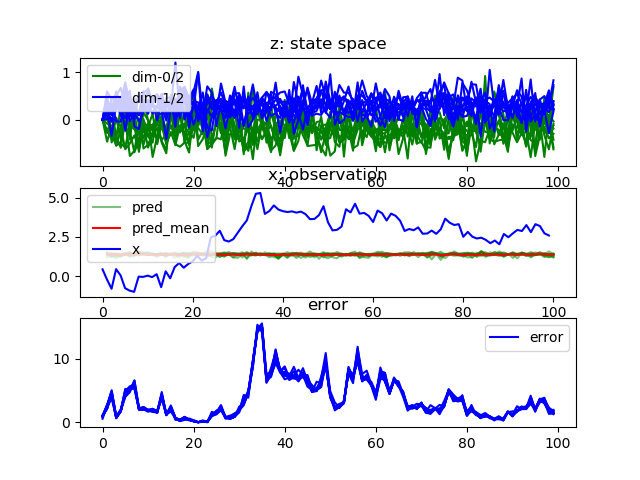 z: state space
1
0
dim-0/2
dim-1/2
0 20 40 60 80 100
x: observation
5.0
2.5
0.0
pred
pred_mean
x
0 20 40 60 80 100
error
10
0
error
0 20 40 60 80 100